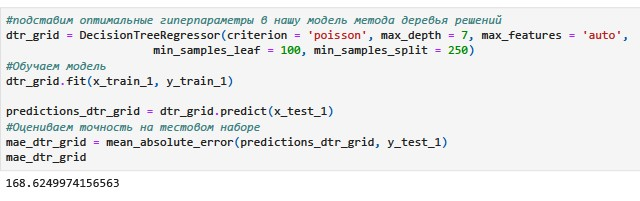 #подставим оптимальные гиперпараметры в нашу модель метода деревья решений
dtr_grid = DecisionTreeRegressor(criterion = 'poisson', max_depth = 7, max_features = 'auto',
min_samples_leaf = 100, min_samples_split = 250)
#Обучаем модель
dtr_grid.fit(x_train_1, y_train_1)
predictions_dtr_grid = dtr_grid.predict(x_test_1)
#Оцениваем точность на тестовом наборе
mae_dtr_grid = mean_absolute_error(predictions_dtr_grid, y_test_1)
mae_dtr_grid
168.6249974156563